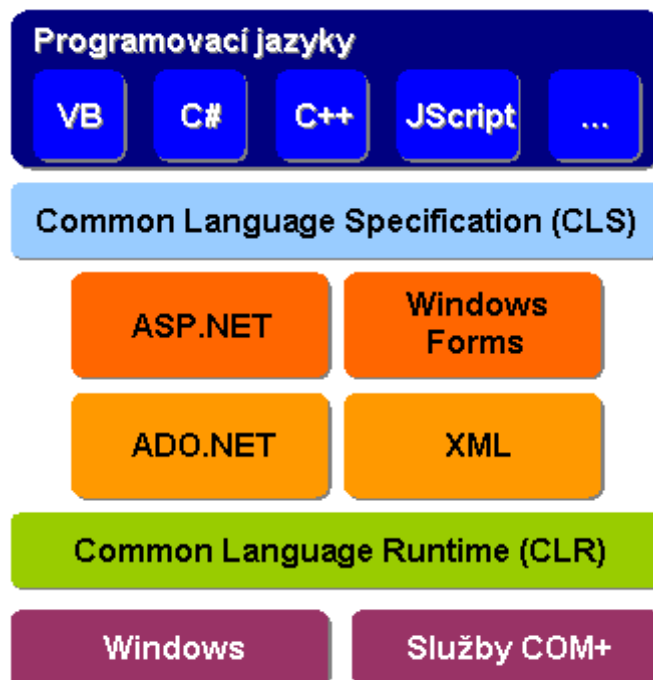 Programovací jazyky
VB C# C++ JScript ...
Common Language Specification (CLS)
ASP.NET
Windows
Forms
ADO.NET
XML
Common Language Runtime (CLR)
Windows
Služby COM+